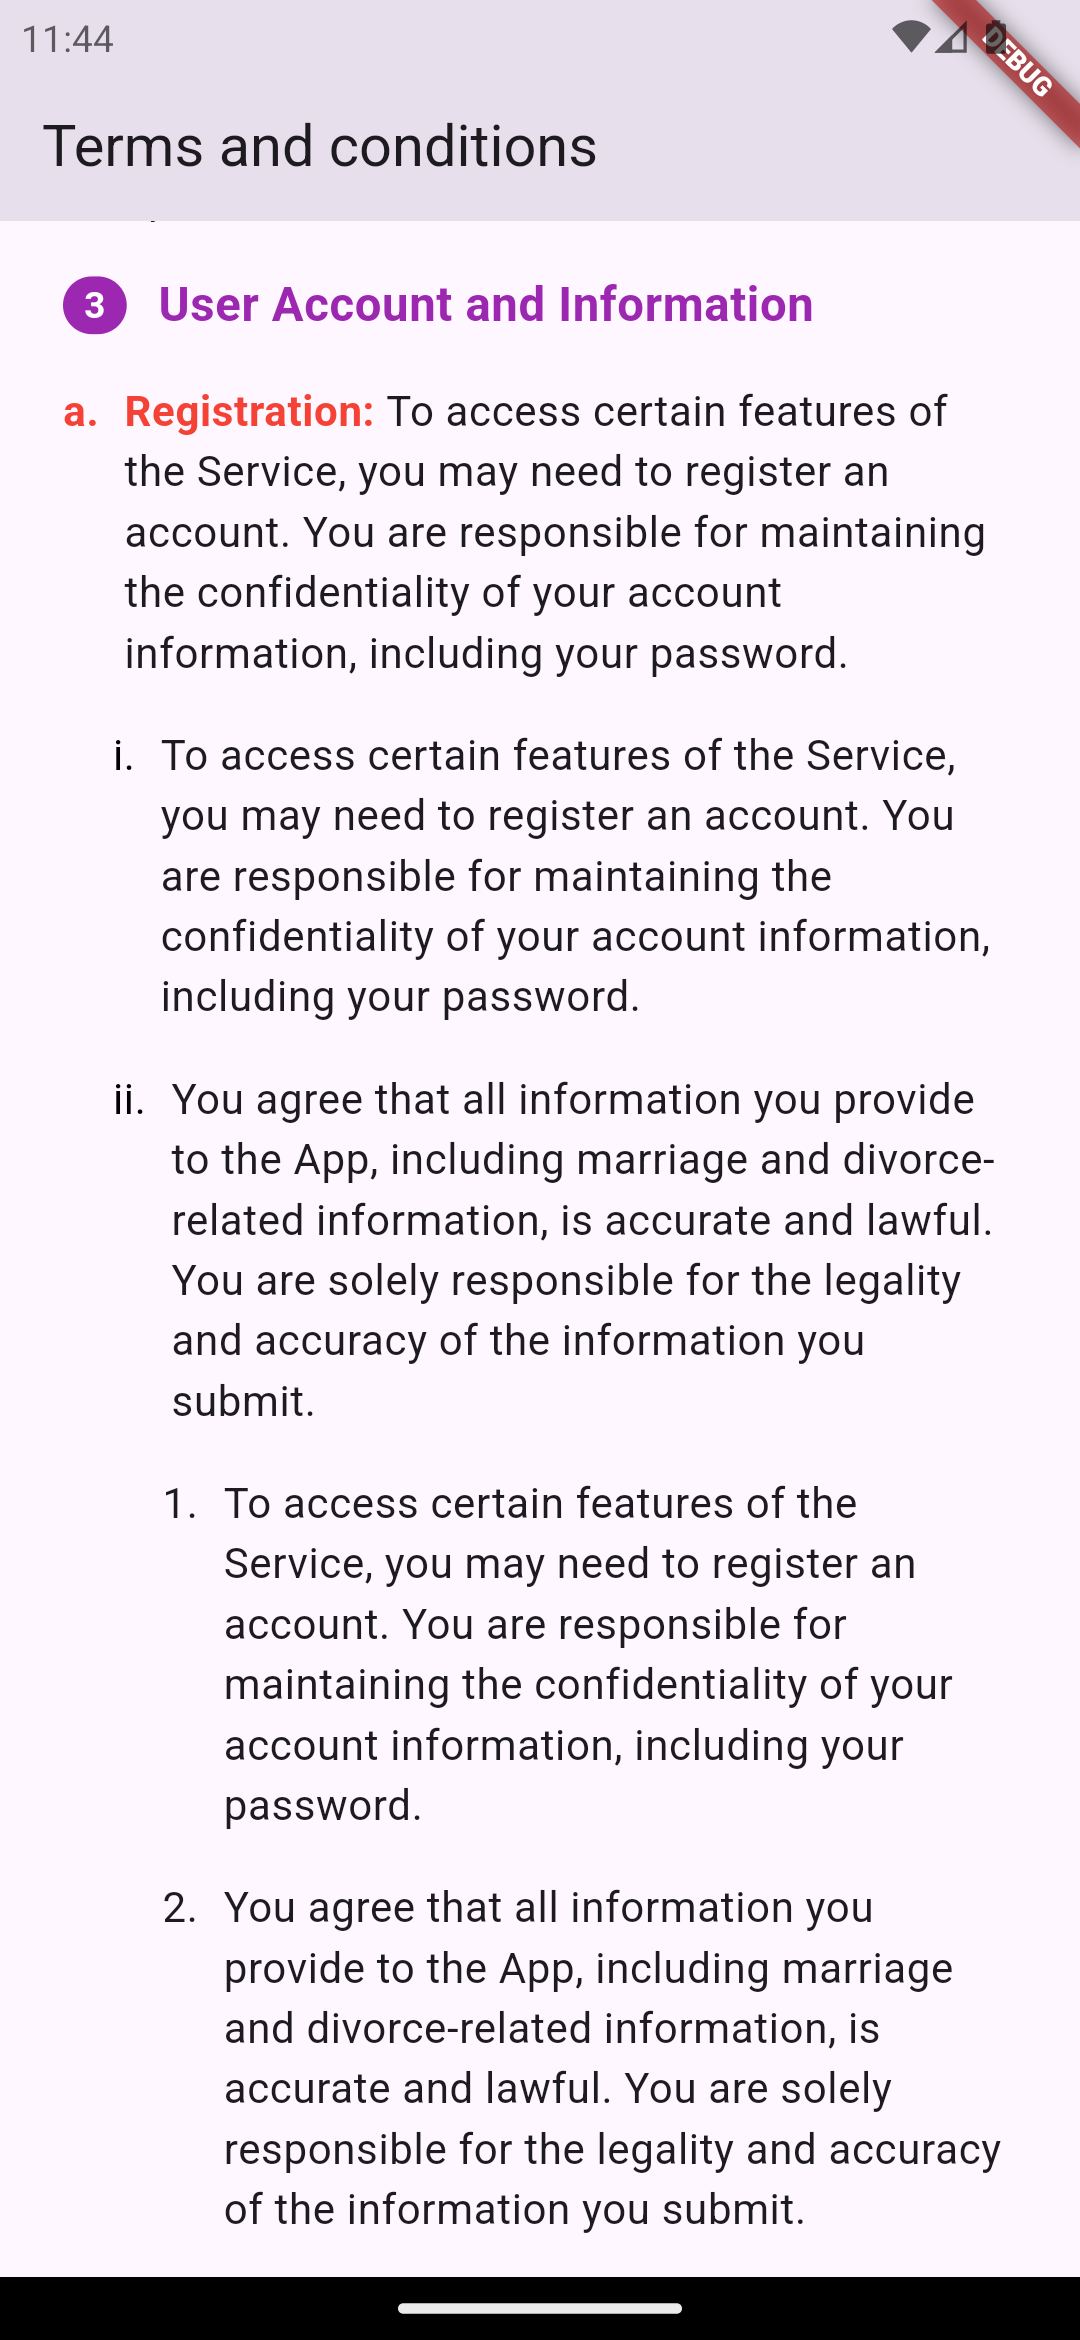 11:44
DEBUG
Terms and conditions
3 User Account and Information
a. Registration: To access certain features of
the Service, you may need to register an
account. You are responsible for maintaining
the confidentiality of your account
information, including your password.
i. To access certain features of the Service,
you may need to register an account. You
are responsible for maintaining the
confidentiality of your account information,
including your password.
ii. You agree that all information you provide
to the App, including marriage and divorce-
related information, is accurate and lawful.
You are solely responsible for the legality
and accuracy of the information you
submit.
1. To access certain features of the
Service, you may need to register an
account. You are responsible for
maintaining the confidentiality of your
account information, including your
password.
2. You agree that all information you
provide to the App, including marriage
and divorce-related information, is
accurate and lawful. You are solely
responsible for the legality and accuracy
of the information you submit.